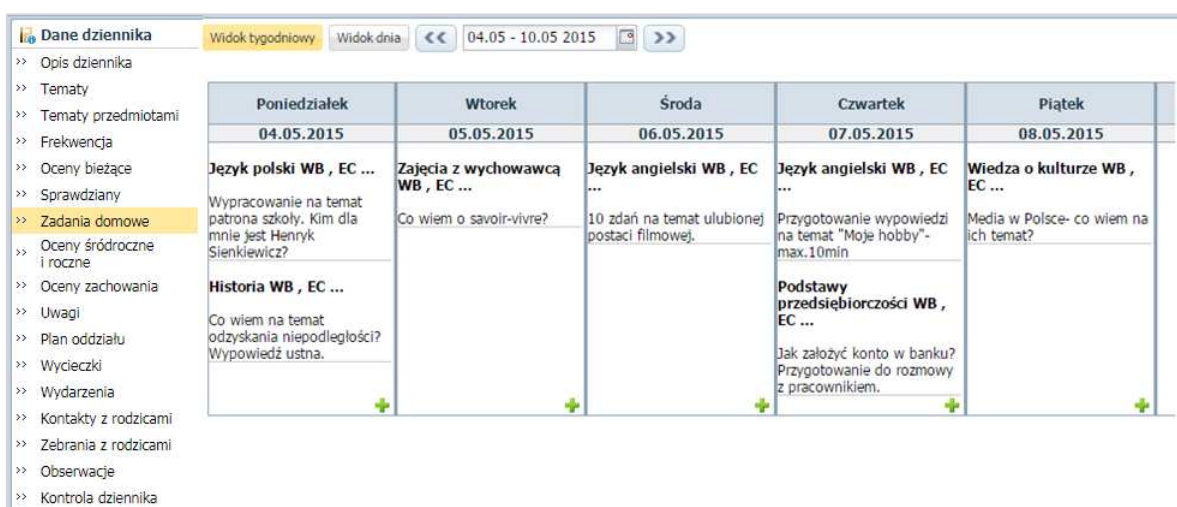 Dane dziennika
Opis dziennika
Tematy
Tematy przedmiotami
Frekwencja
Oceny bieżące
Sprawdziany
Zadania domowe
Oceny śródroczne
i roczne
Oceny zachowania
Uwagi
Plan oddziału
Wycieczki
Wydarzenia
Kontakty z rodzicami
Zebrania z rodzicami
Obserwacje
Kontrola dziennika
Widok tygodniowy Widok dnia << 04.05 - 10.05 2015 >>
Poniedziałek
04.05.2015
Język polski WB , EC ...
Wypracowanie na temat
patrona szkoły. Kim dla
mnie jest Henryk
Sienkiewicz?
Historia WB , EC ...
Co wiem na temat
odzyskania niepodległości?
Wypowiedź ustna.
Wtorek
05.05.2015
Zajęcia z wychowawcą
WB , EC ...
Co wiem o savoir-vivre?
Środa
06.05.2015
Język angielski WB , EC
...
10 zdań na temat ulubionej
postaci filmowej.
Czwartek
07.05.2015
Język angielski WB , EC
...
Przygotowanie wypowiedzi
na temat "Moje hobby"-
max.10min
Podstawy
przedsiębiorczości WB ,
EC ...
Jak założyć konto w banku?
Przygotowanie do rozmowy
z pracownikiem.
Piątek
08.05.2015
Wiedza o kulturze WB ,
EC ...
Media w Polsce- co wiem na
ich temat?